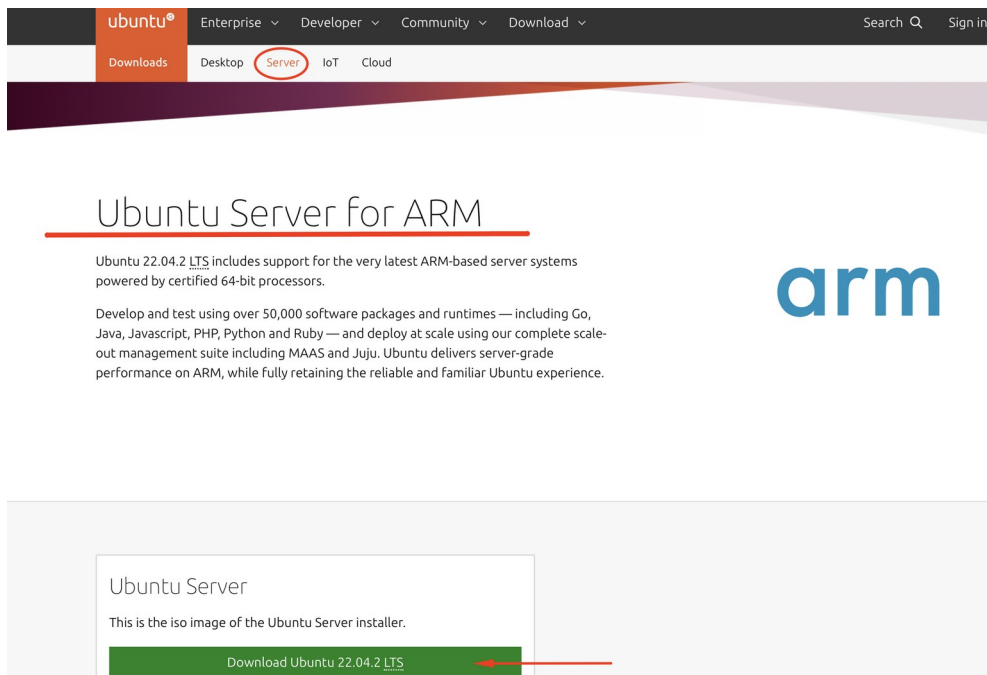 ubuntu® Enterprise Developer Community Download Search Sign in
Downloads Desktop Server IoT Cloud
Ubuntu Server for ARM
Ubuntu 22.04.2 LTS includes support for the very latest ARM-based server systems
powered by certified 64-bit processors.
arm
Develop and test using over 50,000 software packages and runtimes — including Go,
Java, Javascript, PHP, Python and Ruby — and deploy at scale using our complete scale-
out management suite including MAAS and Juju. Ubuntu delivers server-grade
performance on ARM, while fully retaining the reliable and familiar Ubuntu experience.
Ubuntu Server
This is the iso image of the Ubuntu Server installer.
Download Ubuntu 22.04.2 LTS